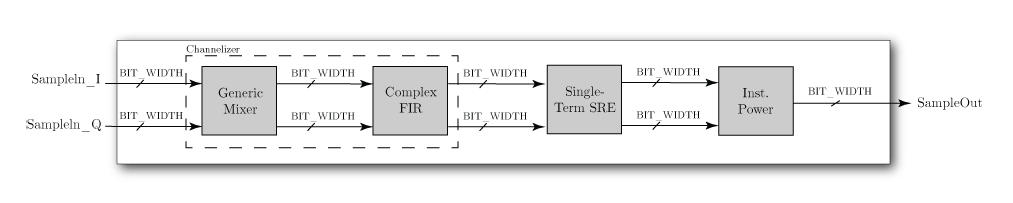 Channelizer
SampleIn_I
BIT_WIDTH
BIT_WIDTH
BIT_WIDTH
BIT_WIDTH
Generic
Mixer
Complex
FIR
Single-
Term SRE
Inst.
Power
BIT_WIDTH
SampleOut
SampleIn_Q
BIT_WIDTH
BIT_WIDTH
BIT_WIDTH
BIT_WIDTH